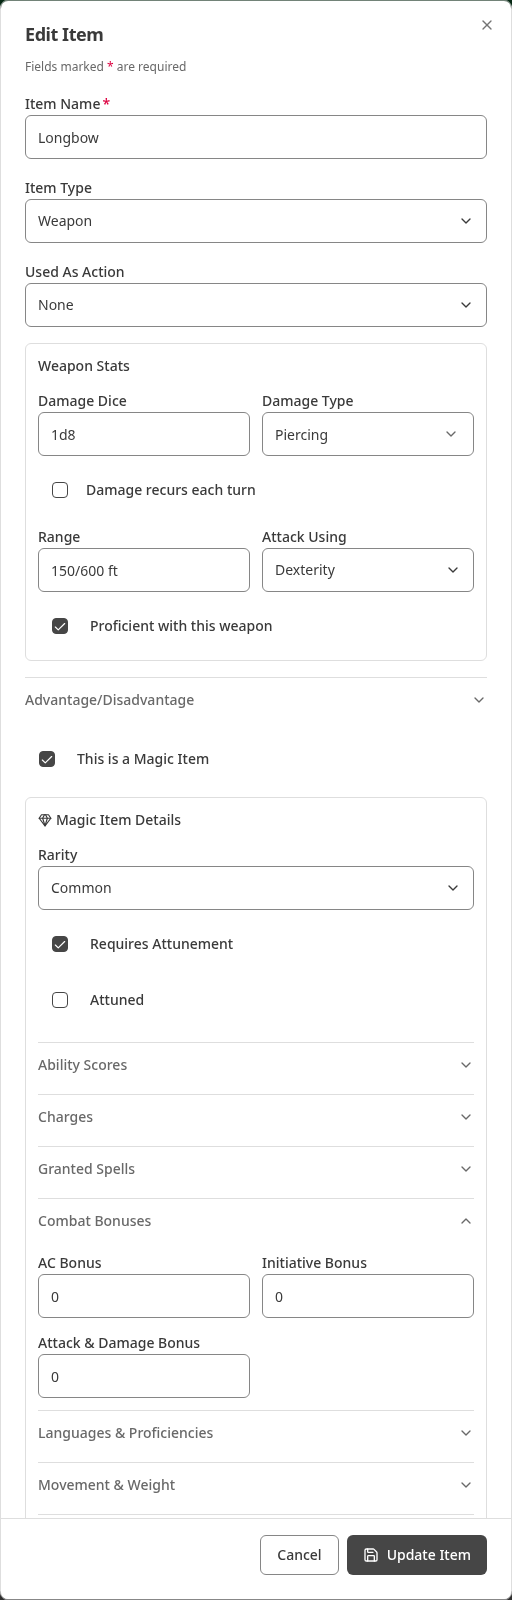 Edit Item
Fields marked * are required
Item Name *
Longbow
Item Type
Weapon
Used As Action
None
Weapon Stats
Damage Dice Damage Type
1d8 Piercing
Damage recurs each turn
Range Attack Using
150/600 ft Dexterity
Proficient with this weapon
Advantage/Disadvantage
This is a Magic Item
Magic Item Details
Rarity
Common
Requires Attunement
Attuned
Ability Scores
Charges
Granted Spells
Combat Bonuses
AC Bonus Initiative Bonus
0 0
Attack & Damage Bonus
0
Languages & Proficiencies
Movement & Weight
Cancel Update Item